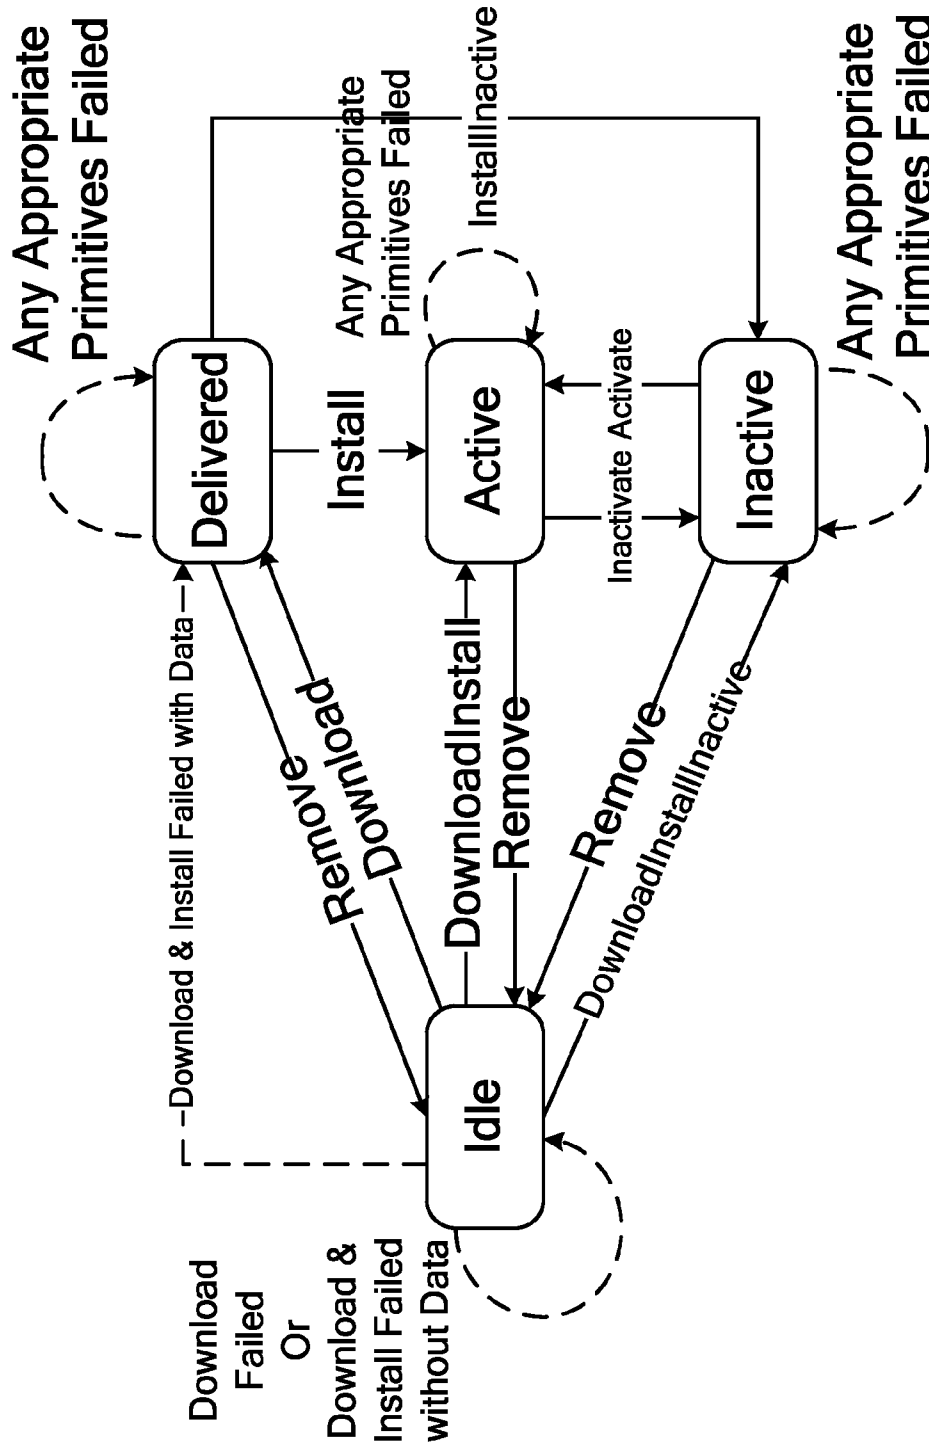 Download
Failed
Or
Download &
Install Failed
without Data
Idle
Download & Install Failed with Data
Remove
Download
DownloadInstall
Remove
Remove
DownloadInstallInactive
Any Appropriate
Primitives Failed
Delivered
Install
Any Appropriate
Primitives Failed
Active
InstallInactive
Inactivate Activate
Inactive
Any Appropriate
Primitives Failed